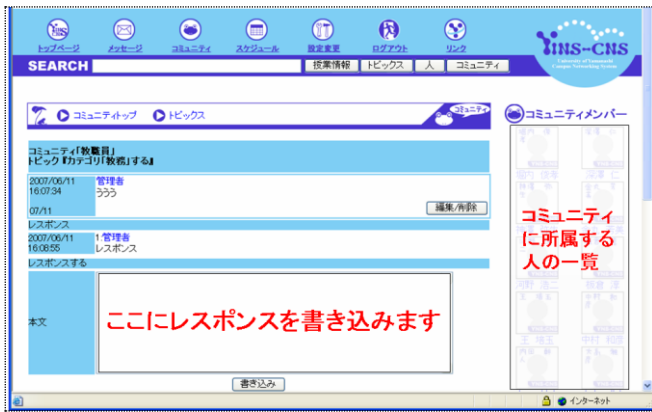 トップページ メッセージ コミュニティ スケジュール 設定変更 ログアウト リンク
YINS-CNS
University of Yamanashi
Campus Networking System
SEARCH 授業情報 トピックス 人 コミュニティ
コミュニティトップ トピックス
コミュニティ
コミュニティメンバー
コミュニティ「教職員」
トピック『カテゴリ「教務」する』
2007/06/11 管理者
16:07:34 ううう
07/11 編集/削除
レスポンス
2007/06/11 1.管理者
16:08:55 レスポンス
レスポンスする
本文
ここにレスポンスを書き込みます
書き込み
コミュニティ
に所属する
人の一覧
インターネット